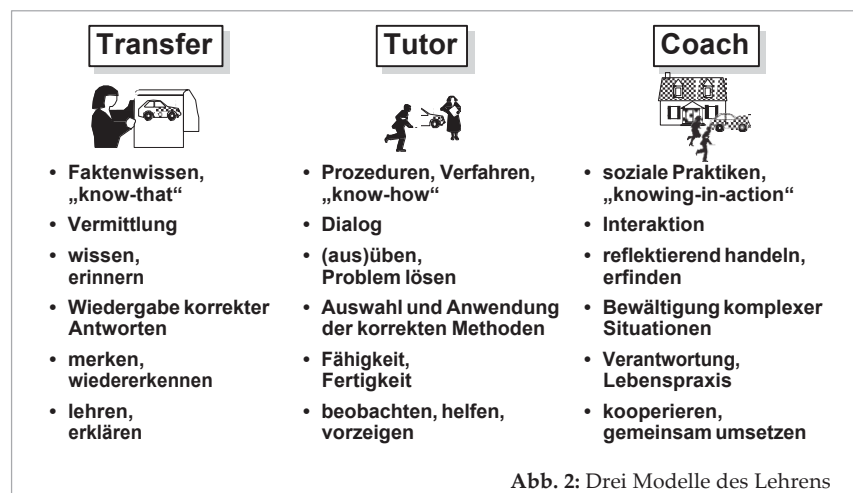 Transfer
• Faktenwissen,
„know-that“
• Vermittlung
• wissen,
erinnern
• Wiedergabe korrekter
Antworten
• merken,
wiedererkennen
• lehren,
erklären
Tutor
• Prozeduren, Verfahren,
„know-how“
• Dialog
• (aus)üben,
Problem lösen
• Auswahl und Anwendung
der korrekten Methoden
• Fähigkeit,
Fertigkeit
• beobachten, helfen,
vorzeigen
Coach
• soziale Praktiken,
„knowing-in-action“
• Interaktion
• reflektierend handeln,
erfinden
• Bewältigung komplexer
Situationen
• Verantwortung,
Lebenspraxis
• kooperieren,
gemeinsam umsetzen
Abb. 2: Drei Modelle des Lehrens